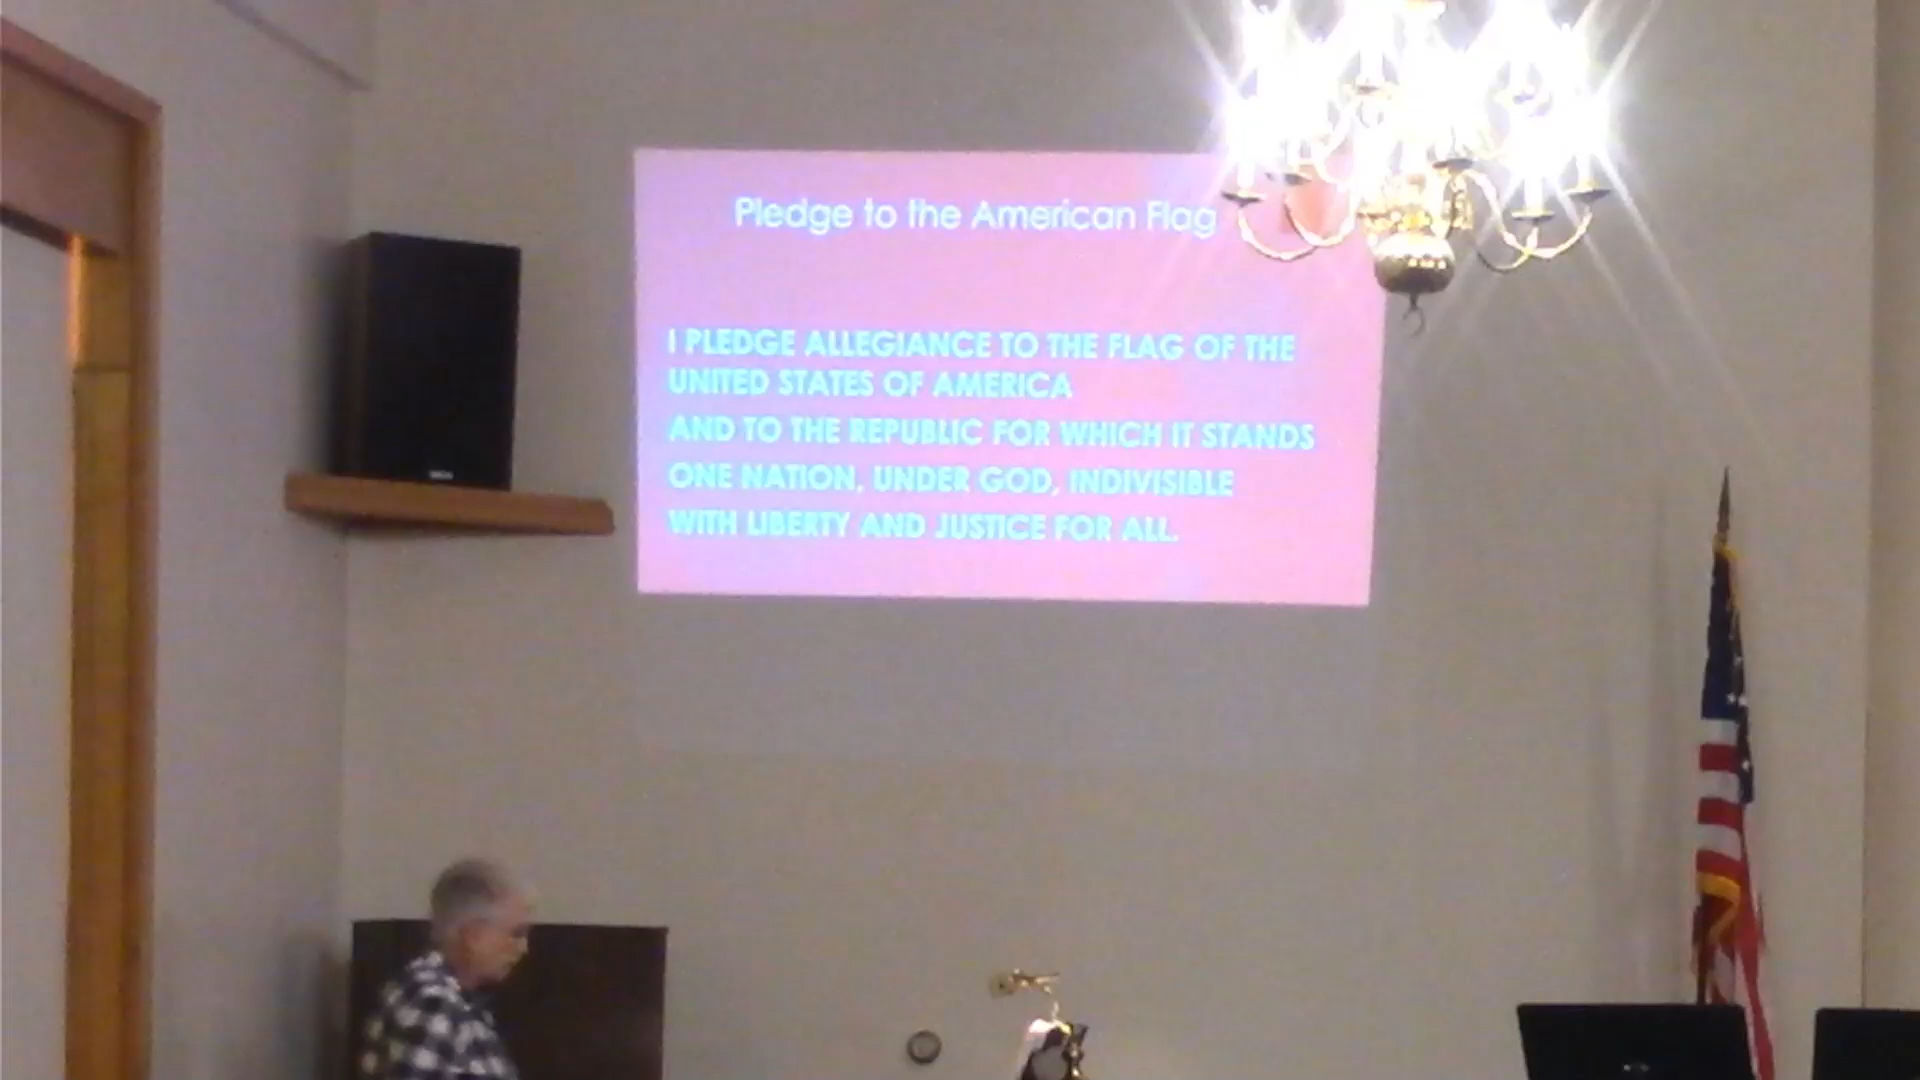 Pledge to the American Flag
I PLEDGE ALLEGIANCE TO THE FLAG OF THE
UNITED STATES OF AMERICA
AND TO THE REPUBLIC FOR WHICH IT STANDS
ONE NATION, UNDER GOD, INDIVISIBLE
WITH LIBERTY AND JUSTICE FOR ALL.